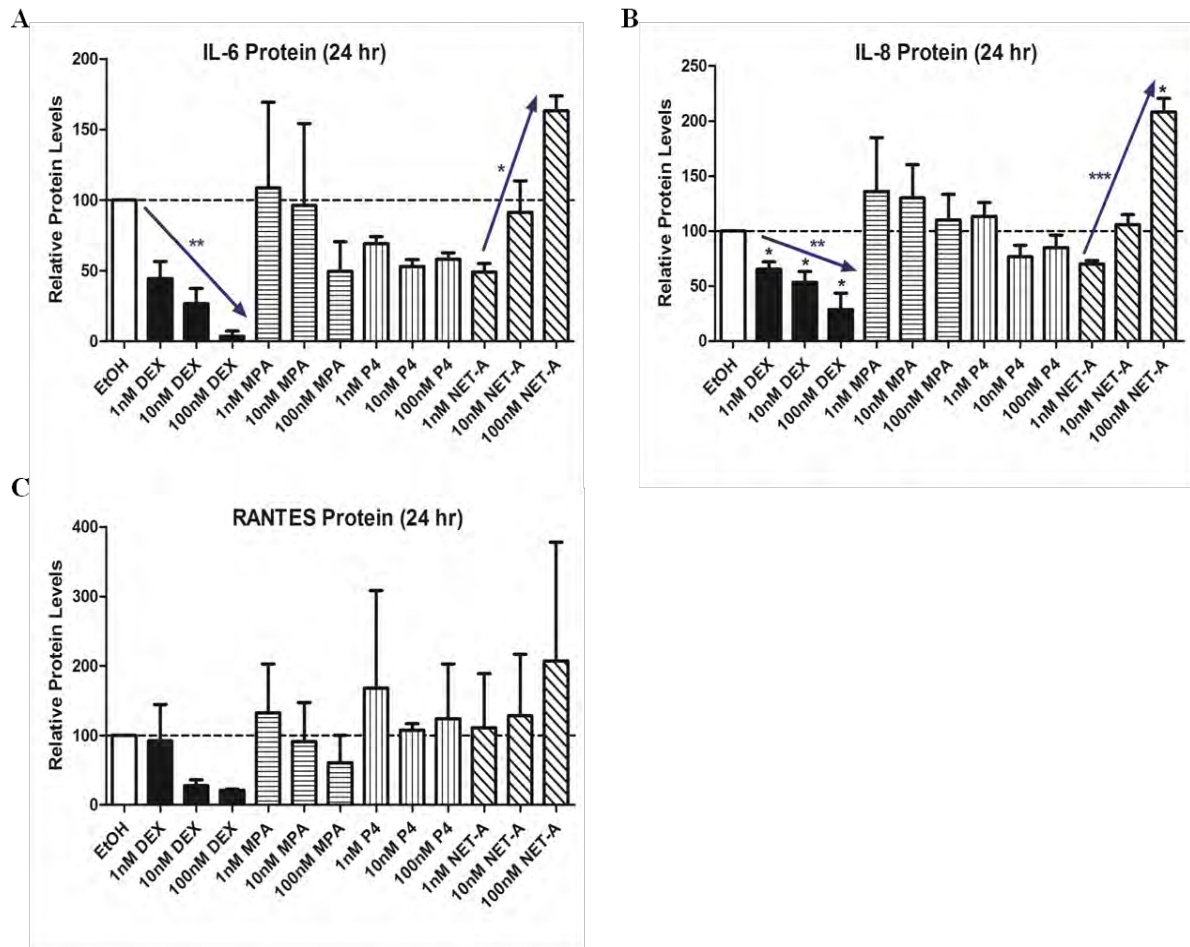 A
IL-6 Protein (24 hr)
Relative Protein Levels
200
150
100
50
0
**
*
EtOH
1nM DEX
10nM DEX
100nM DEX
1nM MPA
10nM MPA
100nM MPA
1nM P4
10nM P4
100nM P4
1nM NET-A
10nM NET-A
100nM NET-A
B
IL-8 Protein (24 hr)
Relative Protein Levels
250
200
150
100
50
0
*
*
*
**
***
*
EtOH
1nM DEX
10nM DEX
100nM DEX
1nM MPA
10nM MPA
100nM MPA
1nM P4
10nM P4
100nM P4
1nM NET-A
10nM NET-A
100nM NET-A
C
RANTES Protein (24 hr)
Relative Protein Levels
400
300
200
100
0
EtOH
1nM DEX
10nM DEX
100nM DEX
1nM MPA
10nM MPA
100nM MPA
1nM P4
10nM P4
100nM P4
1nM NET-A
10nM NET-A
100nM NET-A